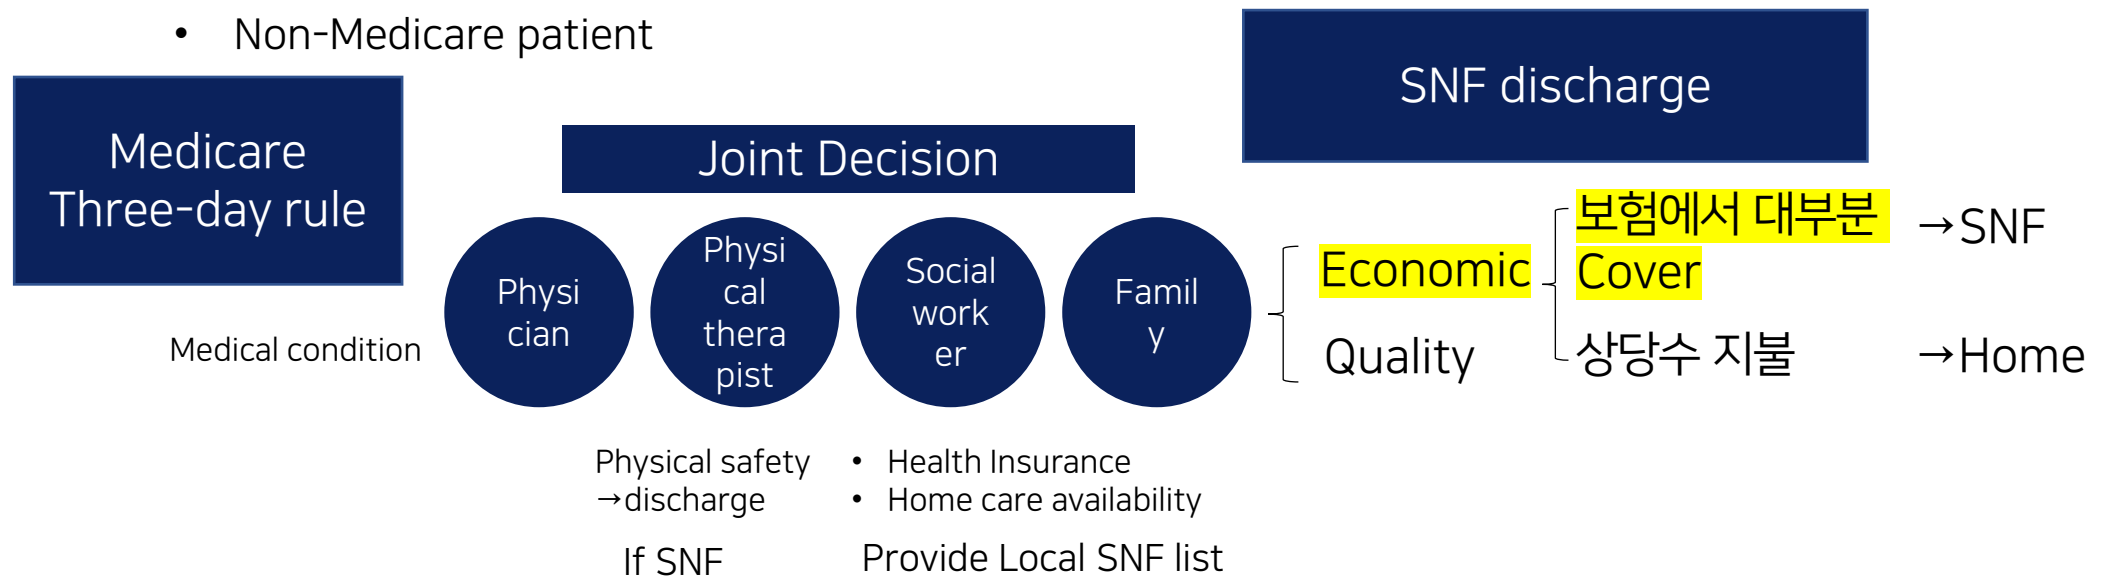 • Non-Medicare patient
Medicare
Three-day rule
Joint Decision
SNF discharge
Medical condition
Physi
cian
Physi
cal
thera
pist
Social
work
er
Famil
y
Economic
Quality
보험에서 대부분
Cover
상당수 지불
→SNF
→Home
Physical safety
→discharge
If SNF
• Health Insurance
• Home care availability
Provide Local SNF list